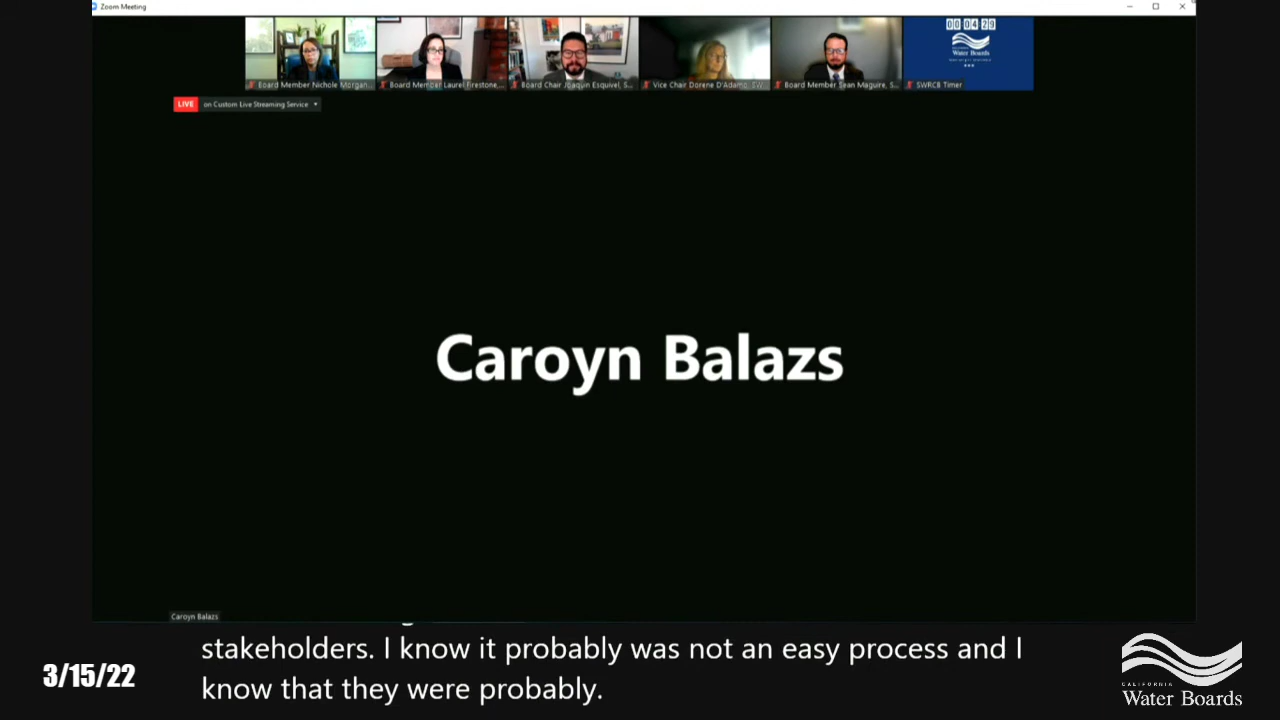 Zoom Meeting
00 04 29
CALIFORNIA
Water Boards
Board Member Nichole Morgan...
Board Member Laurel Firestone,...
Board Chair Joaquin Esquivel, S...
Vice Chair Dorene D'Adamo, SW...
Board Member Sean Maguire, S...
SWRCB Timer
LIVE on Custom Live Streaming Service
Caroyn Balazs
Caroyn Balazs
stakeholders. I know it probably was not an easy process and I
know that they were probably.
3/15/22
CALIFORNIA
Water Boards